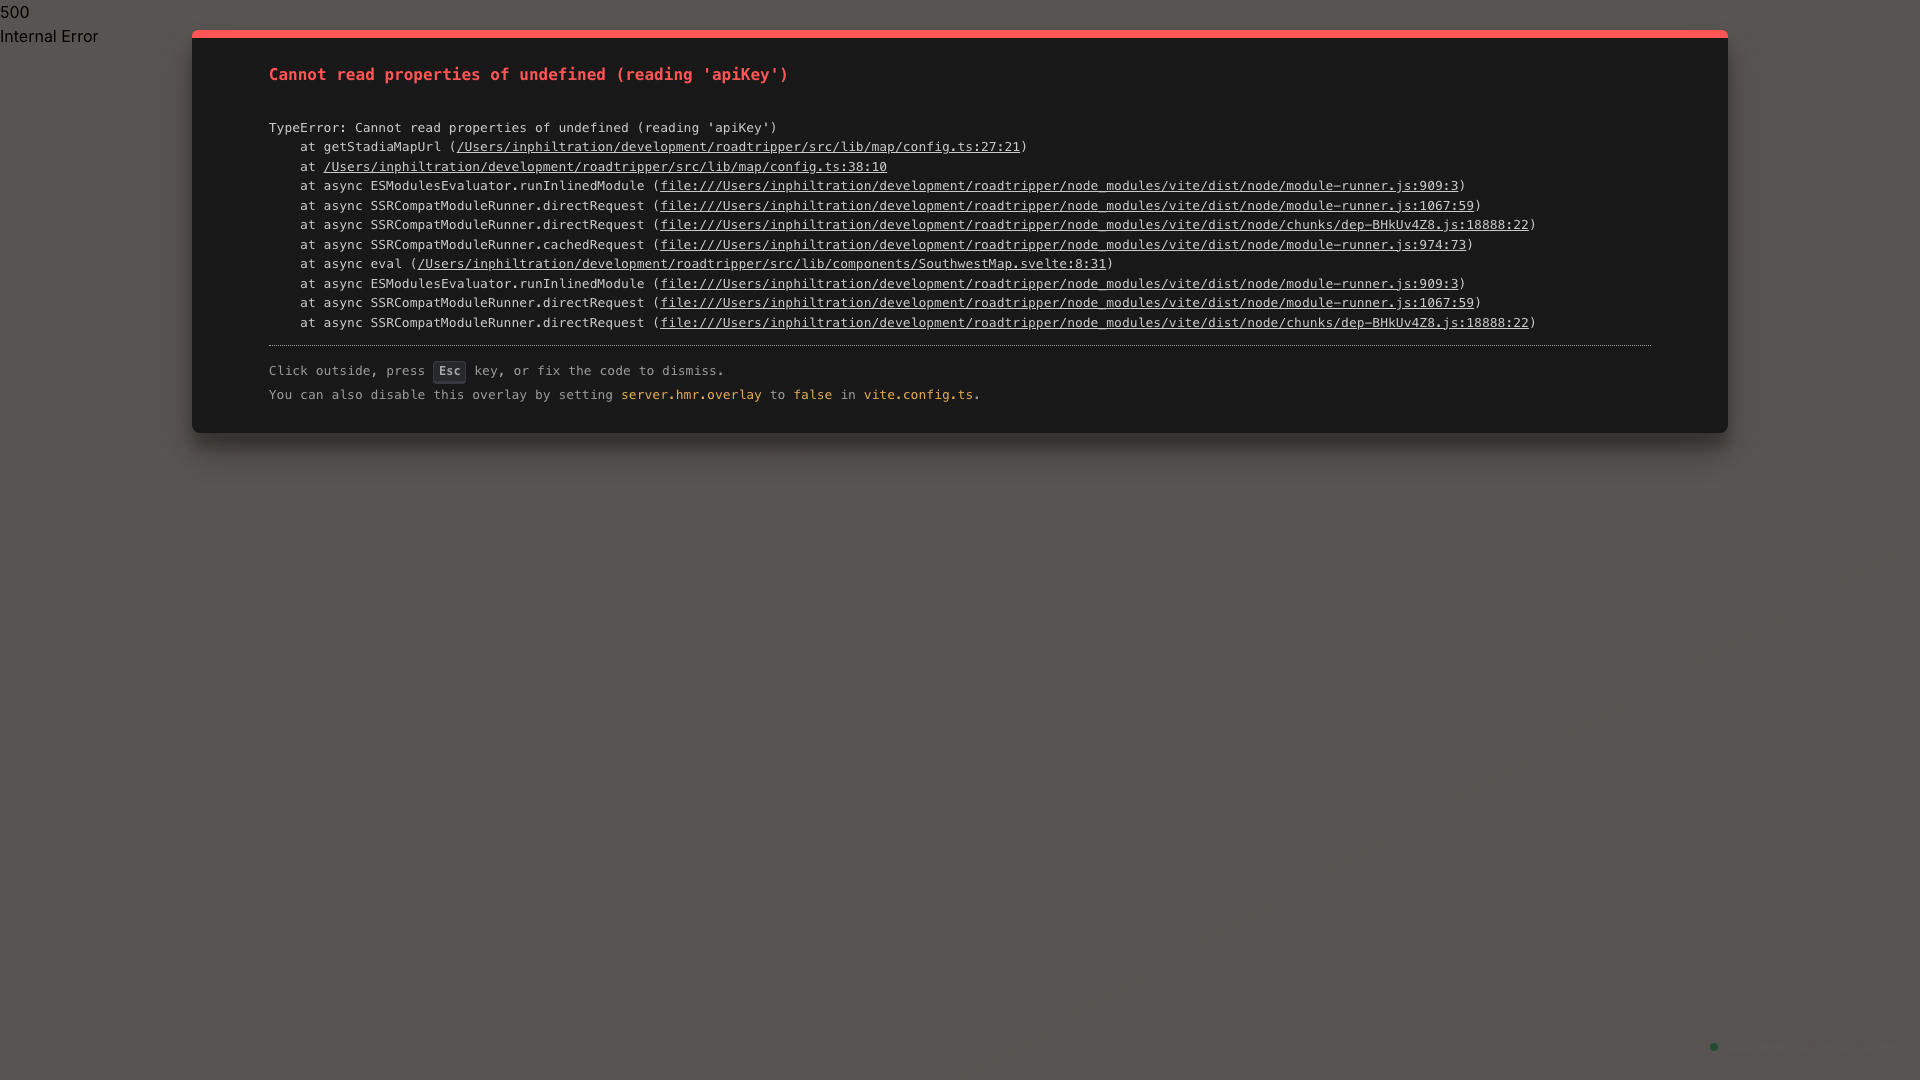 500
Internal Error
Cannot read properties of undefined (reading 'apiKey')
TypeError: Cannot read properties of undefined (reading 'apiKey')
at getStadiaMapUrl (/Users/inphiltration/development/roadtripper/src/lib/map/config.ts:27:21)
at /Users/inphiltration/development/roadtripper/src/lib/map/config.ts:38:10
at async ESModulesEvaluator.runInlinedModule (file:///Users/inphiltration/development/roadtripper/node_modules/vite/dist/node/module-runner.js:909:3)
at async SSRCompatModuleRunner.directRequest (file:///Users/inphiltration/development/roadtripper/node_modules/vite/dist/node/module-runner.js:1067:59)
at async SSRCompatModuleRunner.directRequest (file:///Users/inphiltration/development/roadtripper/node_modules/vite/dist/node/chunks/dep-BHkUv4Z8.js:18888:22)
at async SSRCompatModuleRunner.cachedRequest (file:///Users/inphiltration/development/roadtripper/node_modules/vite/dist/node/module-runner.js:974:73)
at async eval (/Users/inphiltration/development/roadtripper/src/lib/components/SouthwestMap.svelte:8:31)
at async ESModulesEvaluator.runInlinedModule (file:///Users/inphiltration/development/roadtripper/node_modules/vite/dist/node/module-runner.js:909:3)
at async SSRCompatModuleRunner.directRequest (file:///Users/inphiltration/development/roadtripper/node_modules/vite/dist/node/module-runner.js:1067:59)
at async SSRCompatModuleRunner.directRequest (file:///Users/inphiltration/development/roadtripper/node_modules/vite/dist/node/chunks/dep-BHkUv4Z8.js:18888:22)
Click outside, press Esc key, or fix the code to dismiss.
You can also disable this overlay by setting server.hmr.overlay to false in vite.config.ts.